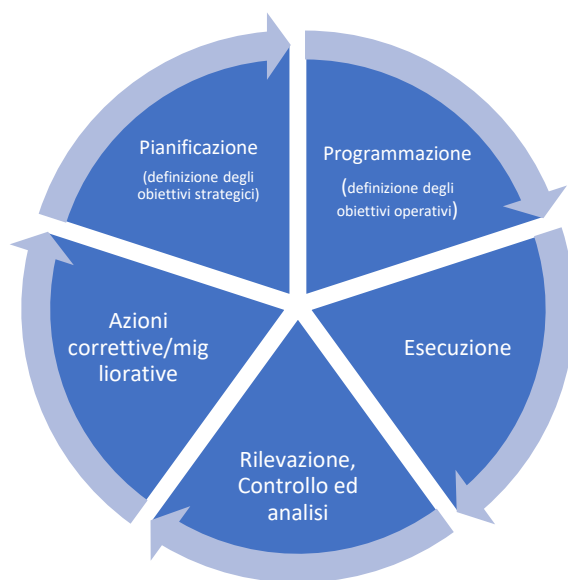 Pianificazione
(definizione degli
obiettivi strategici)
Programmazione
(definizione degli
obiettivi operativi)
Esecuzione
Rilevazione,
Controllo ed
analisi
Azioni
correttive/mig
liorative